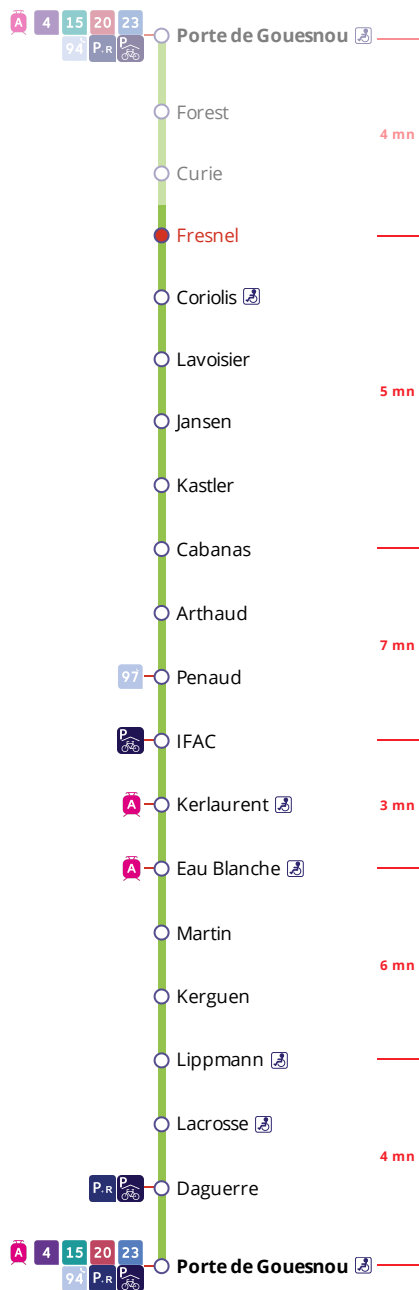 A 4 15 20 23 Porte de Gouesnou
94 P+R P
Forest
4 mn
Curie
Fresnel
Coriolis
Lavoisier
5 mn
Jansen
Kastler
Cabanas
Arthaud
7 mn
97 Penaud
P IFAC
A Kerlaurent 3 mn
A Eau Blanche
Martin
6 mn
Kerguen
Lippmann
Lacrosse
4 mn
P+R P Daguerre
A 4 15 20 23 Porte de Gouesnou
94 P+R P